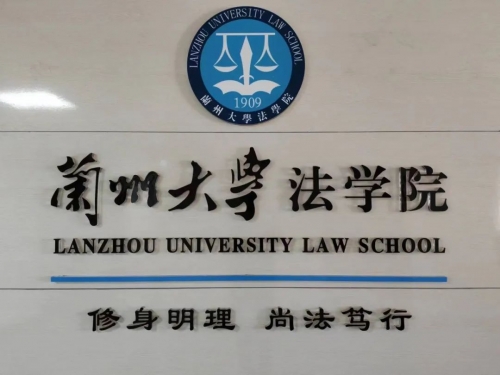 LANZHOU UNIVERSITY LAW SCHOOL
1909
蘭州大學法學院
蘭州大學法学院
LANZHOU UNIVERSITY LAW SCHOOL
修身明理 尚法笃行